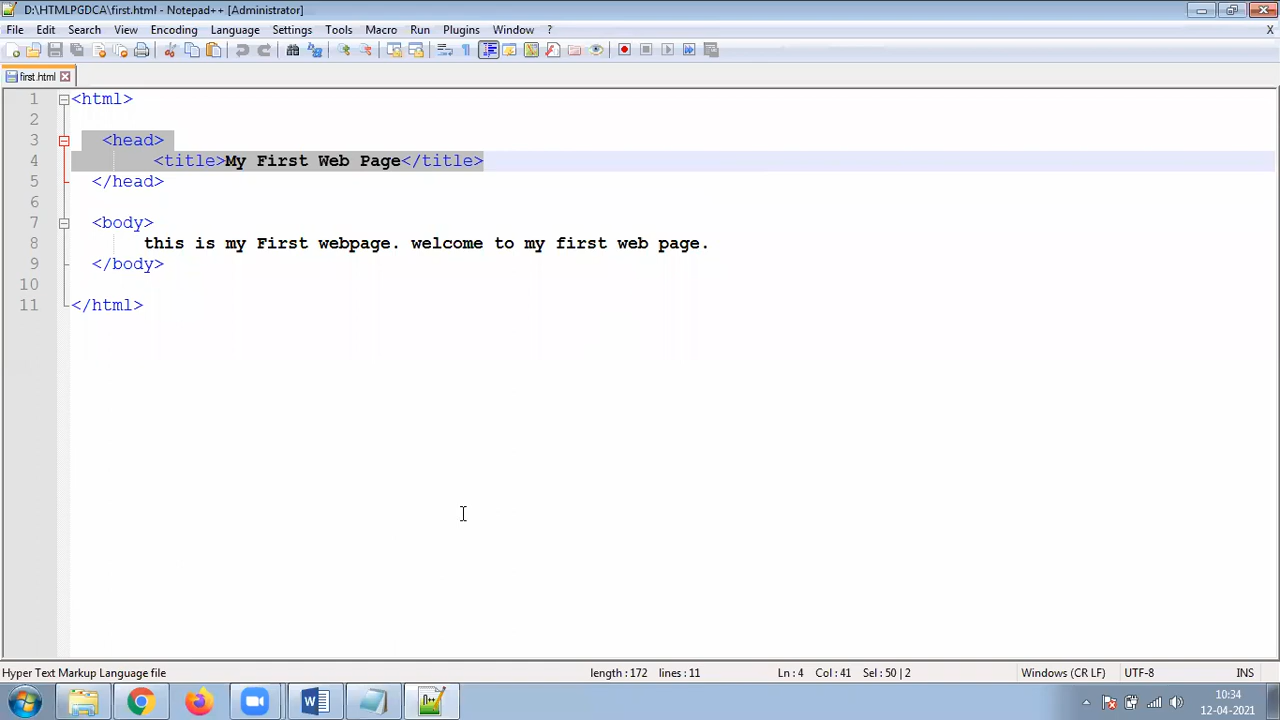 D:\HTMLPGDCA\first.html - Notepad++ [Administrator]
File Edit Search View Encoding Language Settings Tools Macro Run Plugins Window ? X
first.html
1 <html>
2
3 <head>
4 <title>My First Web Page</title>
5 </head>
6
7 <body>
8 this is my First webpage. welcome to my first web page.
9 </body>
10
11 </html>
Hyper Text Markup Language file length : 172 lines : 11 Ln : 4 Col : 41 Sel : 50 | 2 Windows (CR LF) UTF-8 INS
10:34
12-04-2021